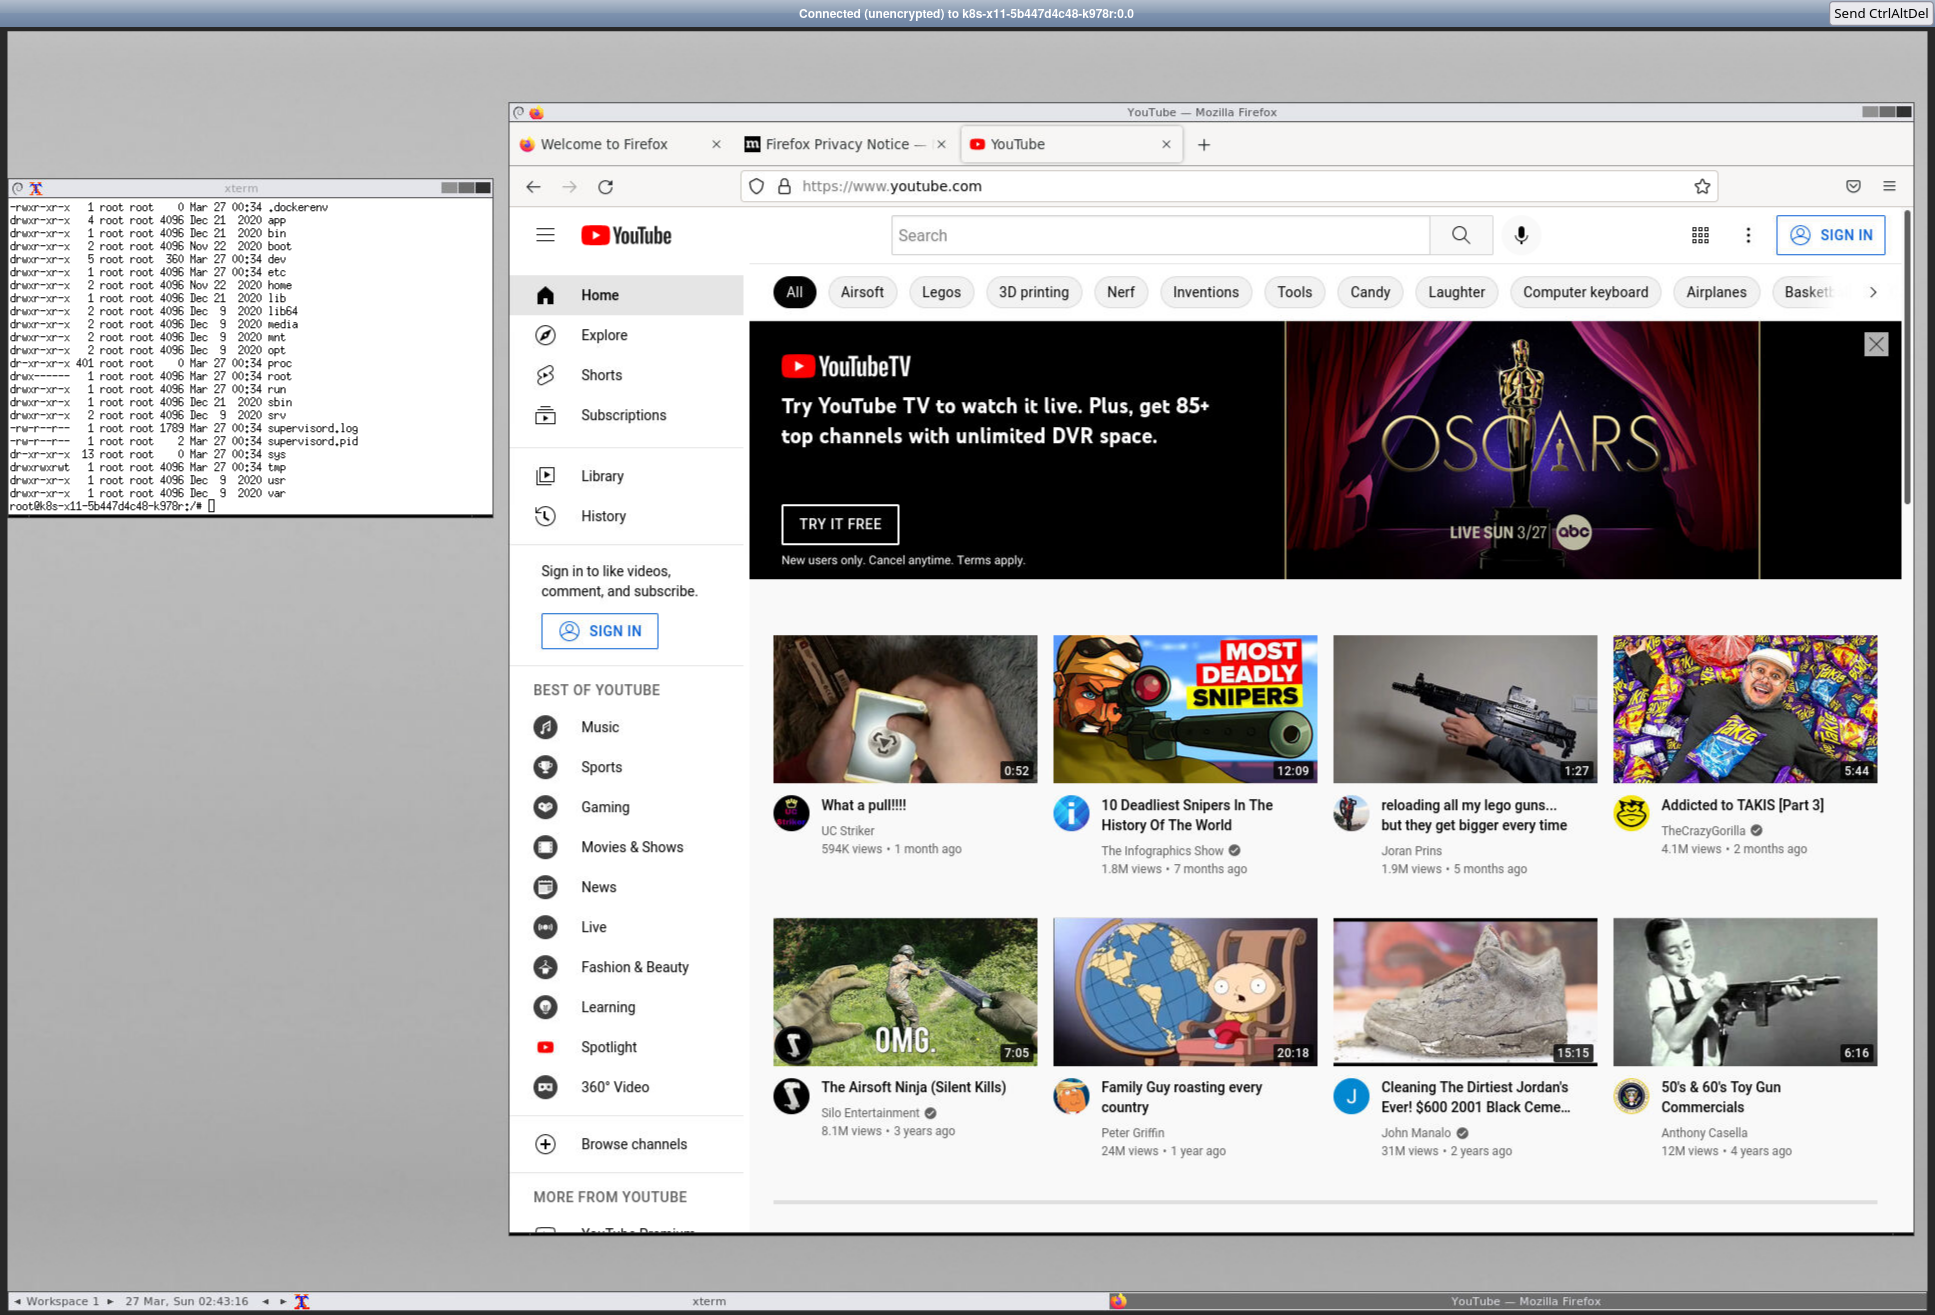 Connected (unencrypted) to k8s-x11-5b447d4c48-k978r:0.0
Send CtrlAltDel
xterm
-rwxr-xr-x 1 root root 0 Mar 27 00:34 .dockerenv
drwxr-xr-x 4 root root 4096 Dec 21 2020 app
drwxr-xr-x 1 root root 4096 Dec 21 2020 bin
drwxr-xr-x 2 root root 4096 Nov 22 2020 boot
drwxr-xr-x 5 root root 360 Mar 27 00:34 dev
drwxr-xr-x 1 root root 4096 Mar 27 00:34 etc
drwxr-xr-x 2 root root 4096 Nov 22 2020 home
drwxr-xr-x 1 root root 4096 Dec 21 2020 lib
drwxr-xr-x 2 root root 4096 Dec 9 2020 lib64
drwxr-xr-x 2 root root 4096 Dec 9 2020 media
drwxr-xr-x 2 root root 4096 Dec 9 2020 mnt
drwxr-xr-x 2 root root 4096 Dec 9 2020 opt
dr-xr-xr-x 401 root root 0 Mar 27 00:34 proc
drwx------ 1 root root 4096 Mar 27 00:34 root
drwxr-xr-x 1 root root 4096 Mar 27 00:34 run
drwxr-xr-x 1 root root 4096 Dec 21 2020 sbin
drwxr-xr-x 2 root root 4096 Dec 9 2020 srv
-rw-r--r-- 1 root root 1789 Mar 27 00:34 supervisord.log
-rw-r--r-- 1 root root 2 Mar 27 00:34 supervisord.pid
dr-xr-xr-x 13 root root 0 Mar 27 00:34 sys
drwxrwxrwt 1 root root 4096 Mar 27 00:34 tmp
drwxr-xr-x 1 root root 4096 Dec 9 2020 usr
drwxr-xr-x 1 root root 4096 Dec 9 2020 var
root@k8s-x11-5b447d4c48-k978r:/#
YouTube — Mozilla Firefox
Welcome to Firefox
Firefox Privacy Notice —
YouTube
https://www.youtube.com
YouTube
Search
SIGN IN
Home
Explore
Shorts
Subscriptions
Library
History
Sign in to like videos,
comment, and subscribe.
SIGN IN
BEST OF YOUTUBE
Music
Sports
Gaming
Movies & Shows
News
Live
Fashion & Beauty
Learning
Spotlight
360° Video
Browse channels
MORE FROM YOUTUBE
YouTube Premium
All
Airsoft
Legos
3D printing
Nerf
Inventions
Tools
Candy
Laughter
Computer keyboard
Airplanes
Basketb
YouTubeTV
Try YouTube TV to watch it live. Plus, get 85+
top channels with unlimited DVR space.
TRY IT FREE
New users only. Cancel anytime. Terms apply.
OSCARS.
LIVE SUN 3/27 abc
0:52
UC
Striker
What a pull!!!!
UC Striker
594K views • 1 month ago
MOST
DEADLY
SNIPERS
12:09
10 Deadliest Snipers In The
History Of The World
The Infographics Show
1.8M views • 7 months ago
1:27
reloading all my lego guns...
but they get bigger every time
Joran Prins
1.9M views • 5 months ago
TAKIS
5:44
Addicted to TAKIS [Part 3]
TheCrazyGorilla
4.1M views • 2 months ago
OMG.
7:05
The Airsoft Ninja (Silent Kills)
Silo Entertainment
8.1M views • 3 years ago
20:18
Family Guy roasting every
country
Peter Griffin
24M views • 1 year ago
15:15
J
Cleaning The Dirtiest Jordan's
Ever! $600 2001 Black Ceme...
John Manalo
31M views • 2 years ago
6:16
50's & 60's Toy Gun
Commercials
Anthony Casella
12M views • 4 years ago
Workspace 1
27 Mar, Sun 02:43:16
xterm
YouTube — Mozilla Firefox